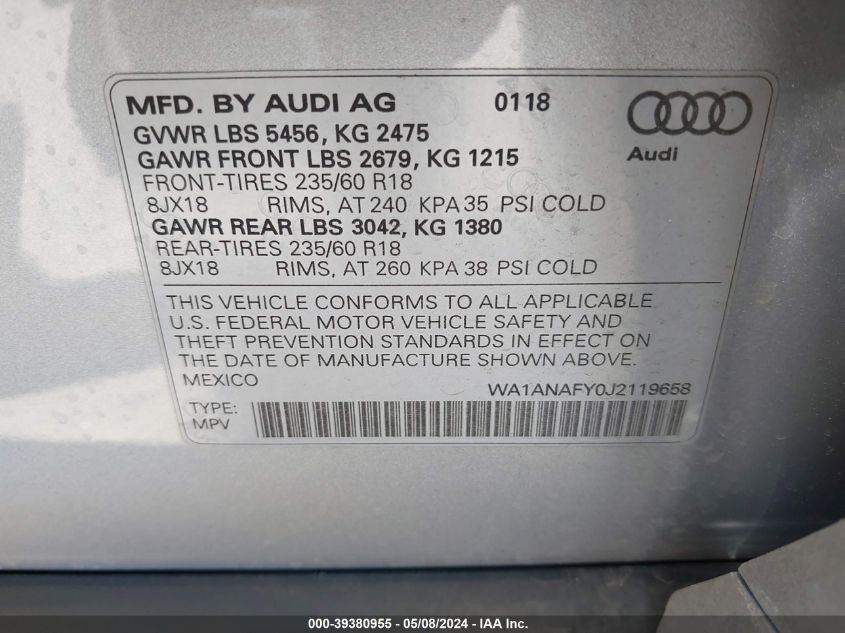 MFD. BY AUDI AG 0118
Audi
GVWR LBS 5456, KG 2475
GAWR FRONT LBS 2679, KG 1215
FRONT-TIRES 235/60 R18
8JX18 RIMS, AT 240 KPA 35 PSI COLD
GAWR REAR LBS 3042, KG 1380
REAR-TIRES 235/60 R18
8JX18 RIMS, AT 260 KPA 38 PSI COLD
THIS VEHICLE CONFORMS TO ALL APPLICABLE
U.S. FEDERAL MOTOR VEHICLE SAFETY AND
THEFT PREVENTION STANDARDS IN EFFECT ON
THE DATE OF MANUFACTURE SHOWN ABOVE.
MEXICO WA1ANAFY0J2119658
TYPE:
MPV
000-39380955 - 05/08/2024 - IAA Inc.